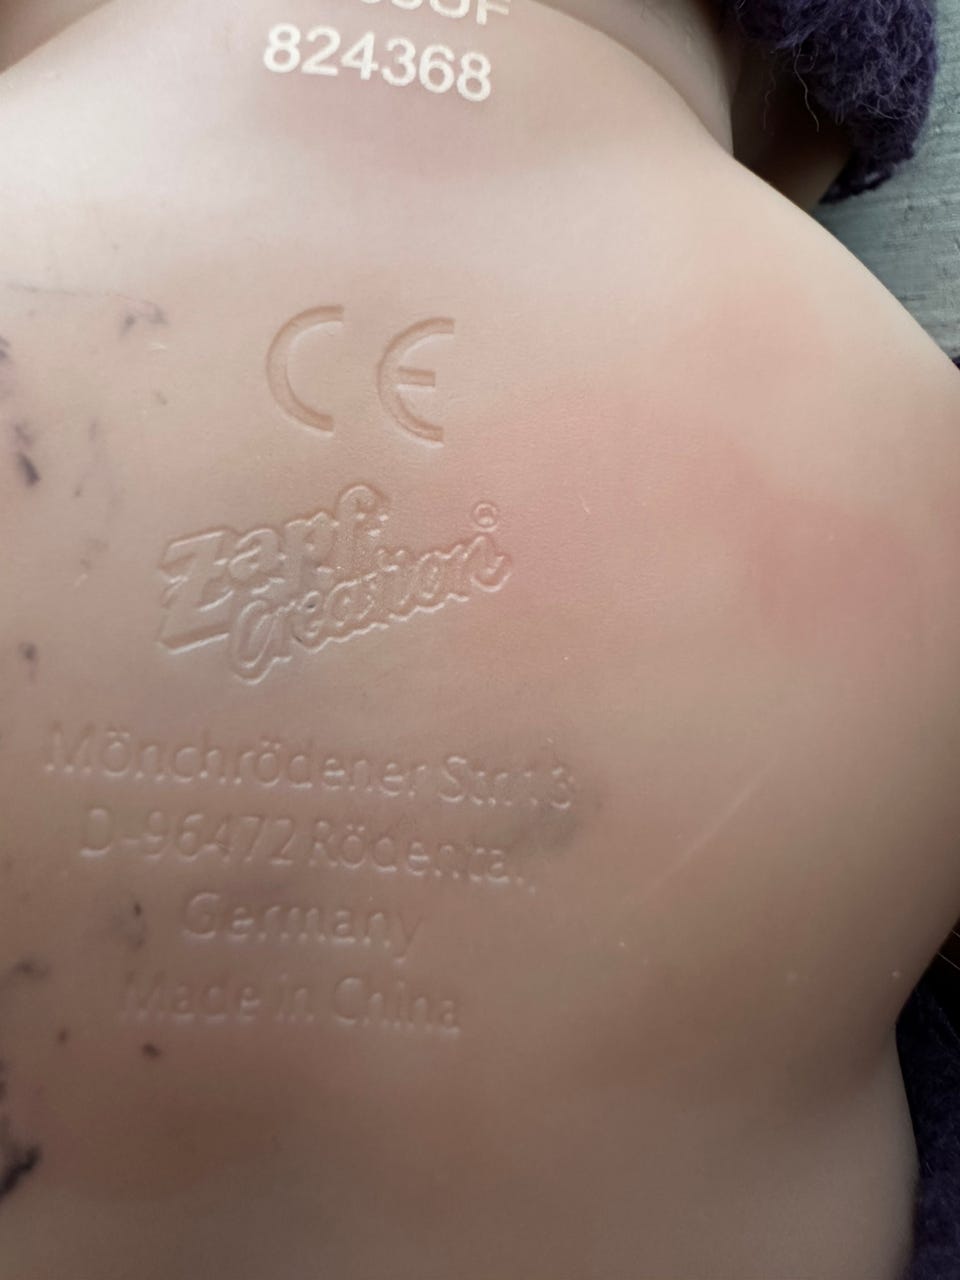 824368
CE
Zapf
Creation®
Mönchrödener Str. 13
D-96472 Rödental,
Germany
Made in China